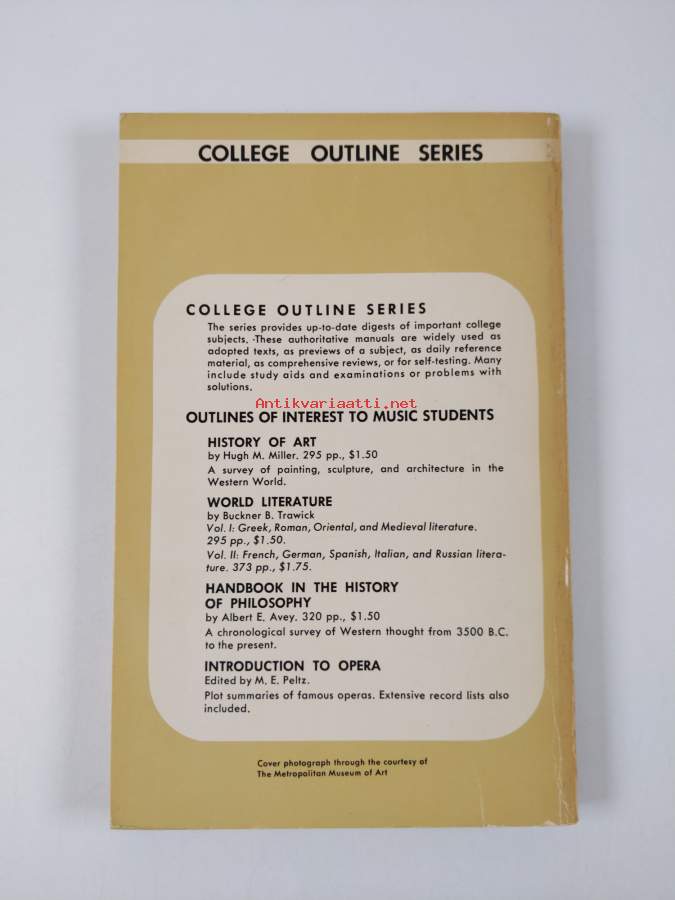 COLLEGE OUTLINE SERIES
COLLEGE OUTLINE SERIES
The series provides up-to-date digests of important college
subjects. These authoritative manuals are widely used as
adopted texts, as previews of a subject, as daily reference
material, as comprehensive reviews, or for self-testing. Many
include study aids and examinations or problems with
solutions.
Antikvariaatti.net
OUTLINES OF INTEREST TO MUSIC STUDENTS
HISTORY OF ART
by Hugh M. Miller. 295 pp., $1.50
A survey of painting, sculpture, and architecture in the
Western World.
WORLD LITERATURE
by Buckner B. Trawick
Vol. I: Greek, Roman, Oriental, and Medieval literature.
295 pp., $1.50.
Vol. II: French, German, Spanish, Italian, and Russian litera-
ture. 373 pp., $1.75.
HANDBOOK IN THE HISTORY
OF PHILOSOPHY
by Albert E. Avey. 320 pp., $1.50
A chronological survey of Western thought from 3500 B.C.
to the present.
INTRODUCTION TO OPERA
Edited by M. E. Peltz.
Plot summaries of famous operas. Extensive record lists also
included.
Cover photograph through the courtesy of
The Metropolitan Museum of Art